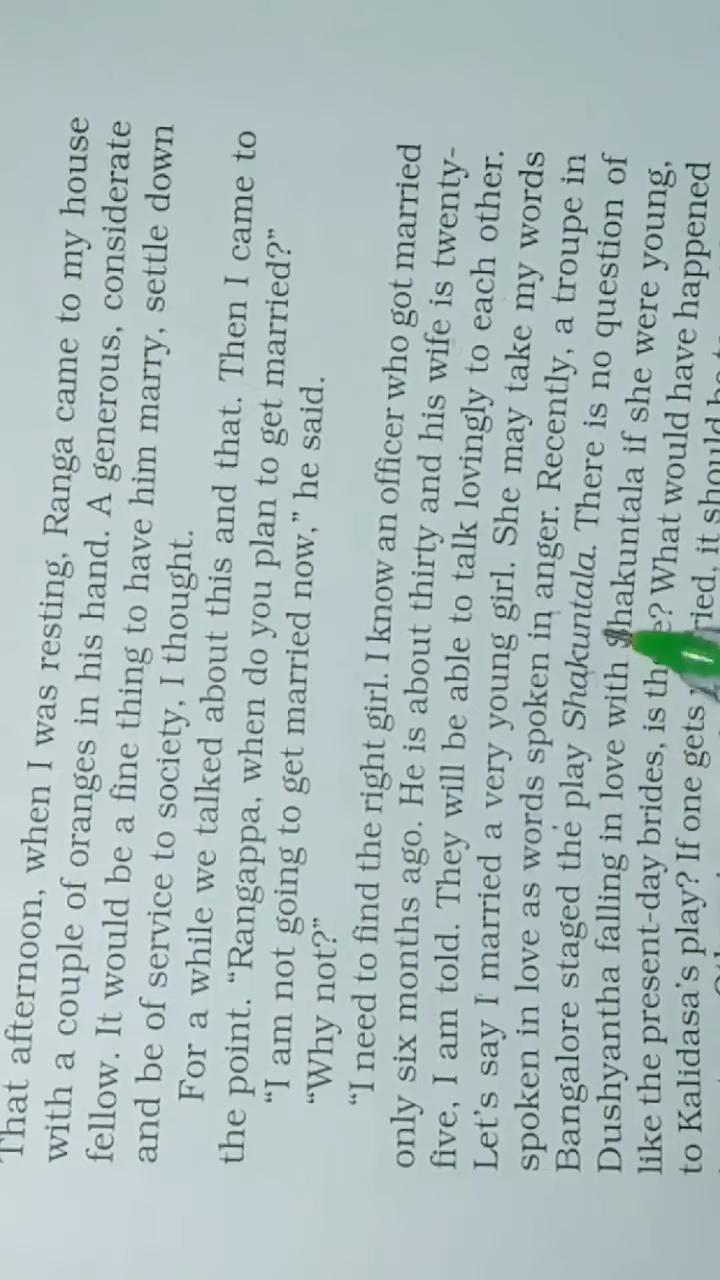 That afternoon, when I was resting, Ranga came to my house
with a couple of oranges in his hand. A generous, considerate
fellow. It would be a fine thing to have him marry, settle down
and be of service to society, I thought.
For a while we talked about this and that. Then I came to
the point. “Rangappa, when do you plan to get married?”
“I am not going to get married now,” he said.
“Why not?”
“I need to find the right girl. I know an officer who got married
only six months ago. He is about thirty and his wife is twenty-
five, I am told. They will be able to talk lovingly to each other.
Let’s say I married a very young girl. She may take my words
spoken in love as words spoken in anger. Recently, a troupe in
Bangalore staged the play Shakuntala. There is no question of
Dushyantha falling in love with Shakuntala if she were young,
like the present-day brides, is there? What would have happened
to Kalidasa’s play? If one gets married, it should be